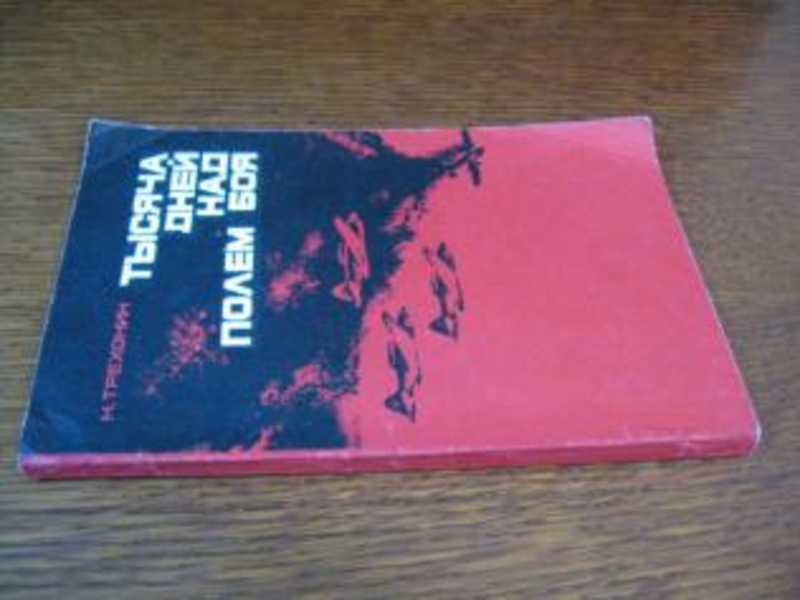 Н. ТРЕХОНИН
ТЫСЯЧА
ДНЕЙ
НАД
ПОЛЕМ БОЯ